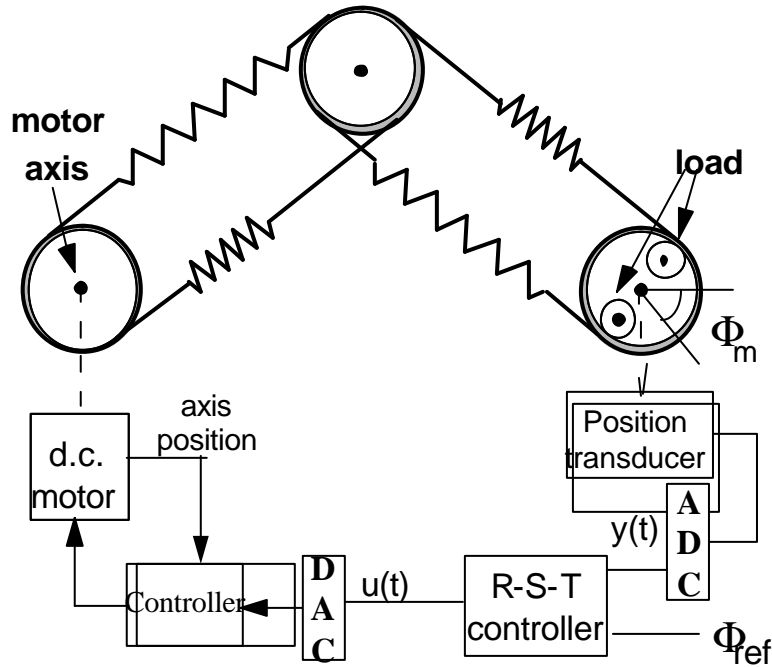 motor
axis
load
Φm
axis
position
d.c.
motor
Position
transducer
A
D
C
y(t)
Controller
D
A
C
u(t)
R-S-T
controller
Φref